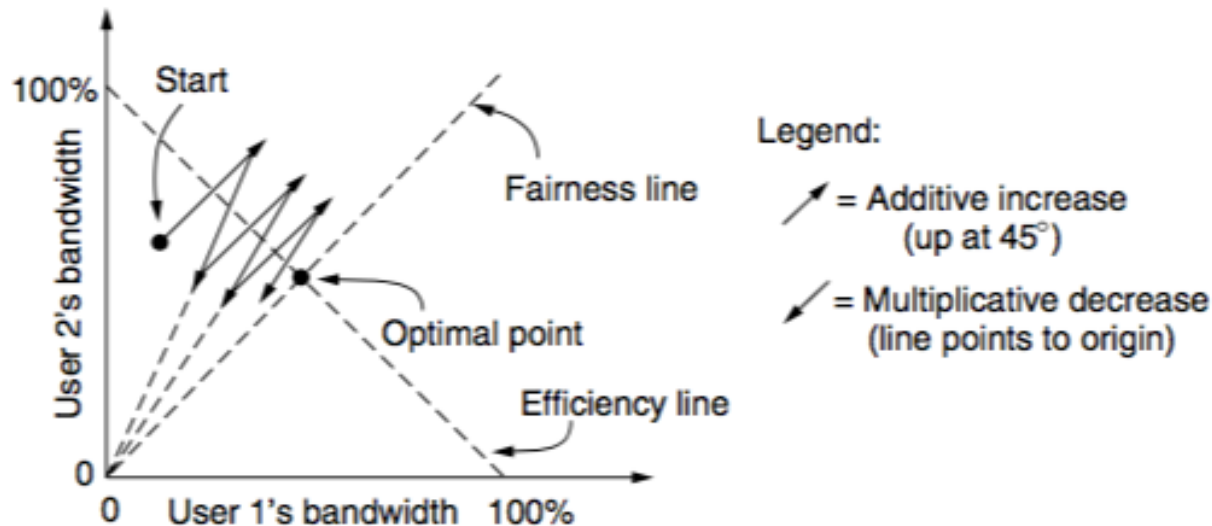 Start
100%
User 2's bandwidth
Fairness line
Optimal point
Efficiency line
0
0
User 1's bandwidth
100%
Legend:
= Additive increase
(up at 45°)
= Multiplicative decrease
(line points to origin)